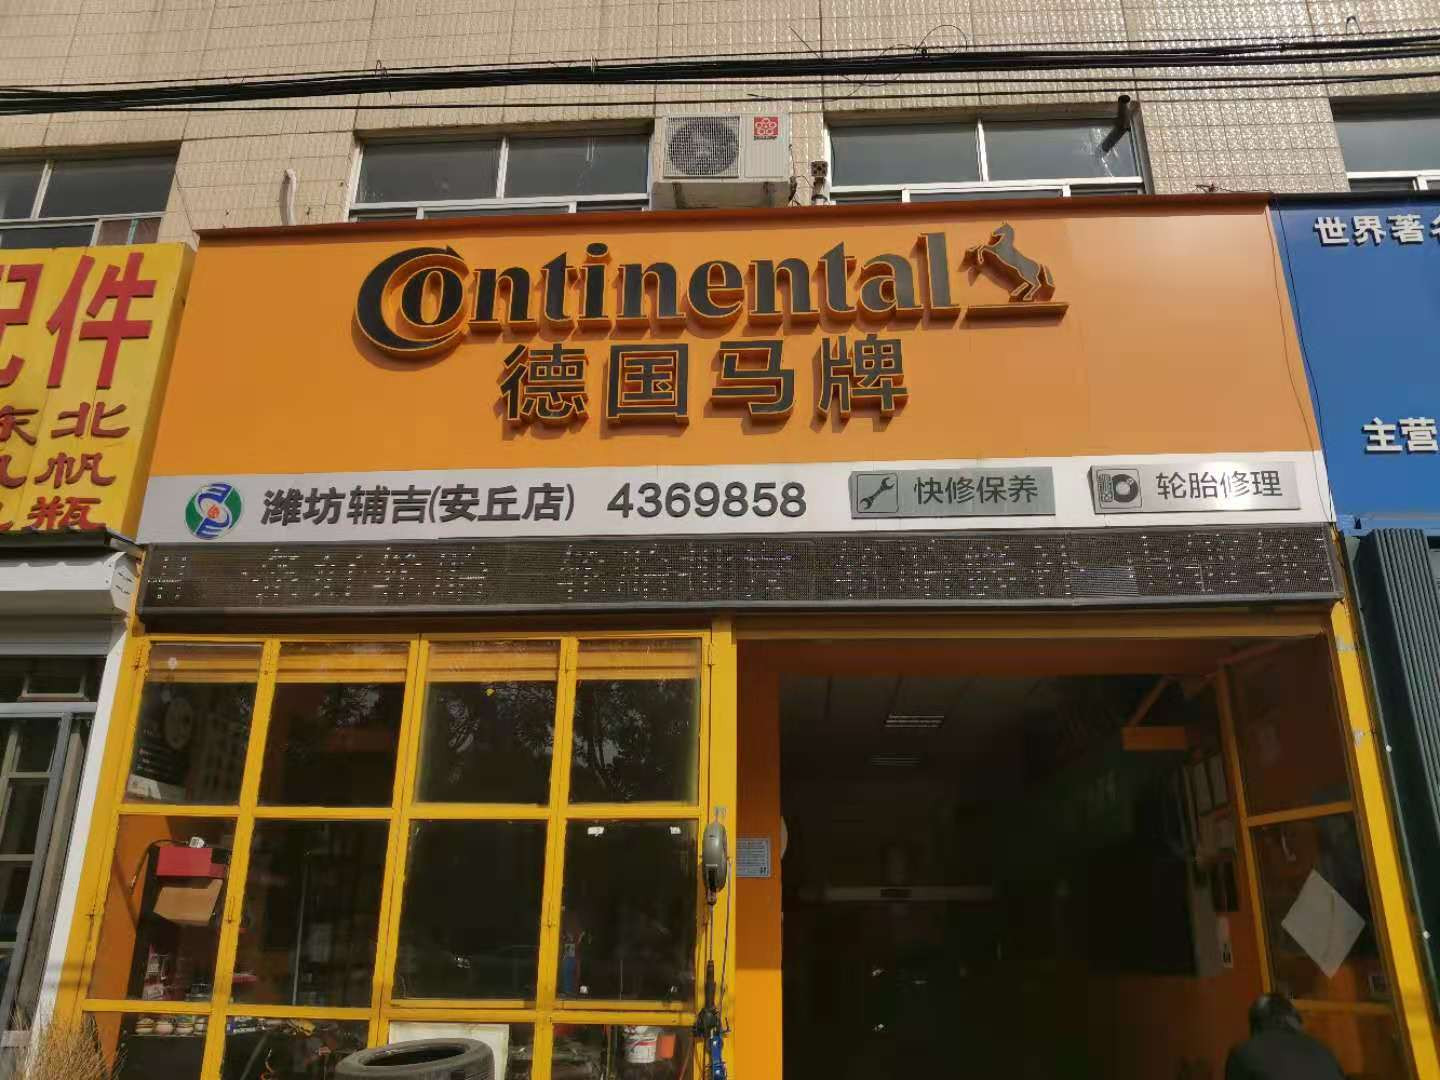 Continental
德国马牌
潍坊辅吉(安丘店) 4369858 快修保养 轮胎修理
配件
东北
帆
瓶
世界著名
主营